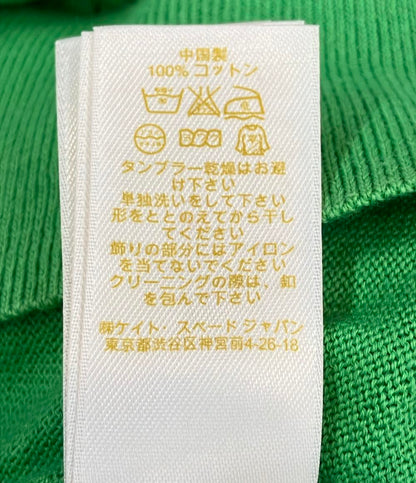 中国製
100% コットン
タンブラー乾燥はお避
け下さい
単独洗いをして下さい
形をととのえてから干し
てください
飾りの部分にはアイロン
を当てないでください
クリーニングの際は、釦
を包んで下さい
㈱ケイト・スペード ジャパン
東京都渋谷区神宮前4-26-18